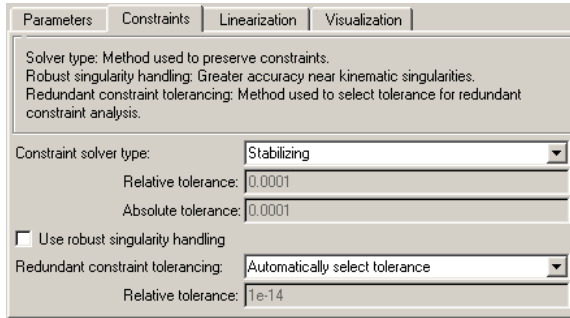 Parameters Constraints Linearization Visualization
Solver type: Method used to preserve constraints.
Robust singularity handling: Greater accuracy near kinematic singularities.
Redundant constraint tolerancing: Method used to select tolerance for redundant
constraint analysis.
Constraint solver type: Stabilizing
Relative tolerance: 0.0001
Absolute tolerance: 0.0001
Use robust singularity handling
Redundant constraint tolerancing: Automatically select tolerance
Relative tolerance: 1e-14